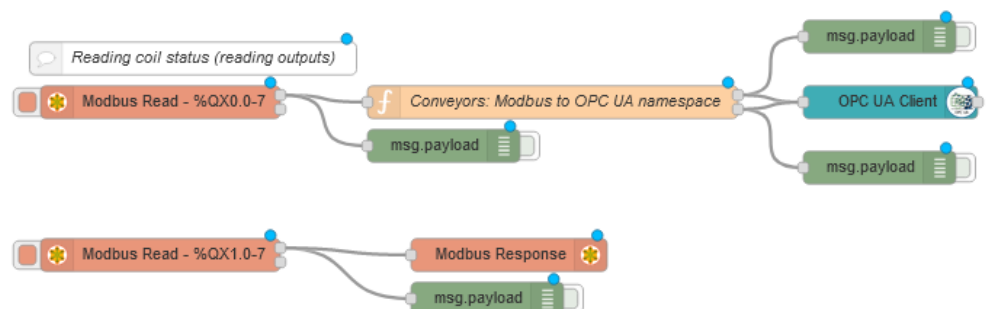 msg.payload
Reading coil status (reading outputs)
Modbus Read - %QX0.0-7
Conveyors: Modbus to OPC UA namespace
OPC UA Client
msg.payload
msg.payload
Modbus Read - %QX1.0-7
Modbus Response
msg.payload